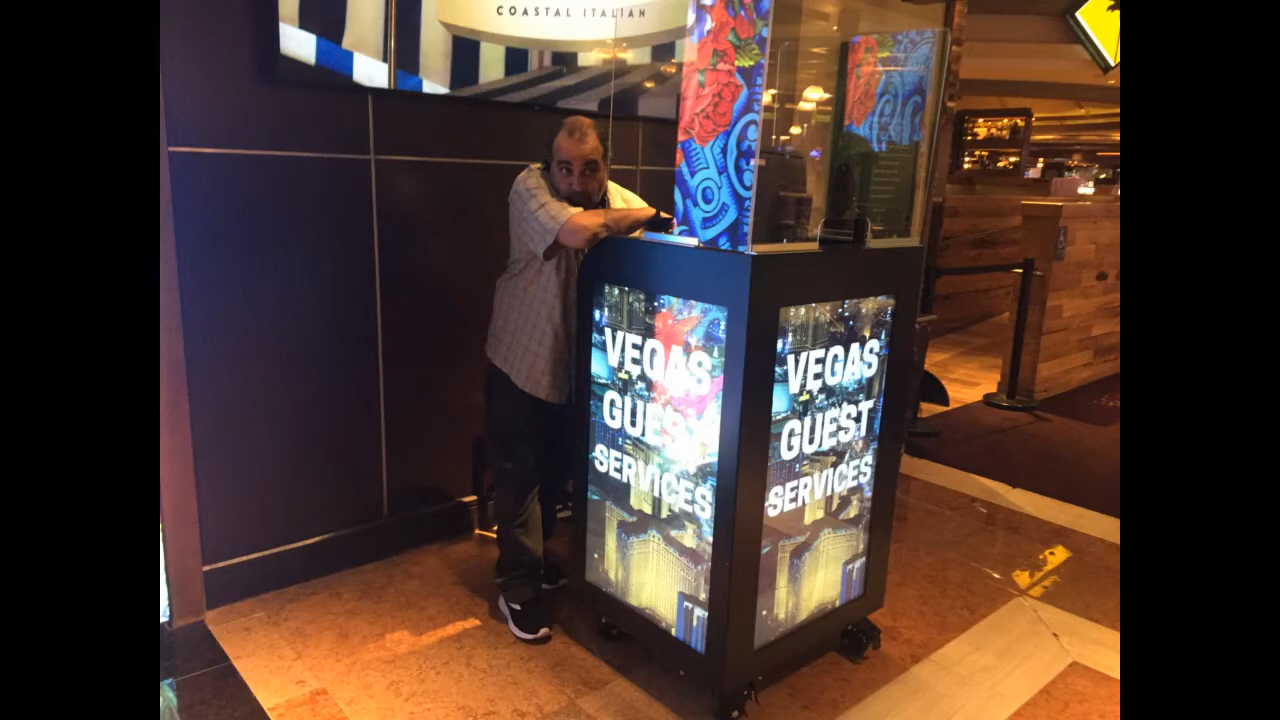 COASTAL ITALIAN
VEGAS
GUEST
SERVICES
VEGAS
GUEST
SERVICES